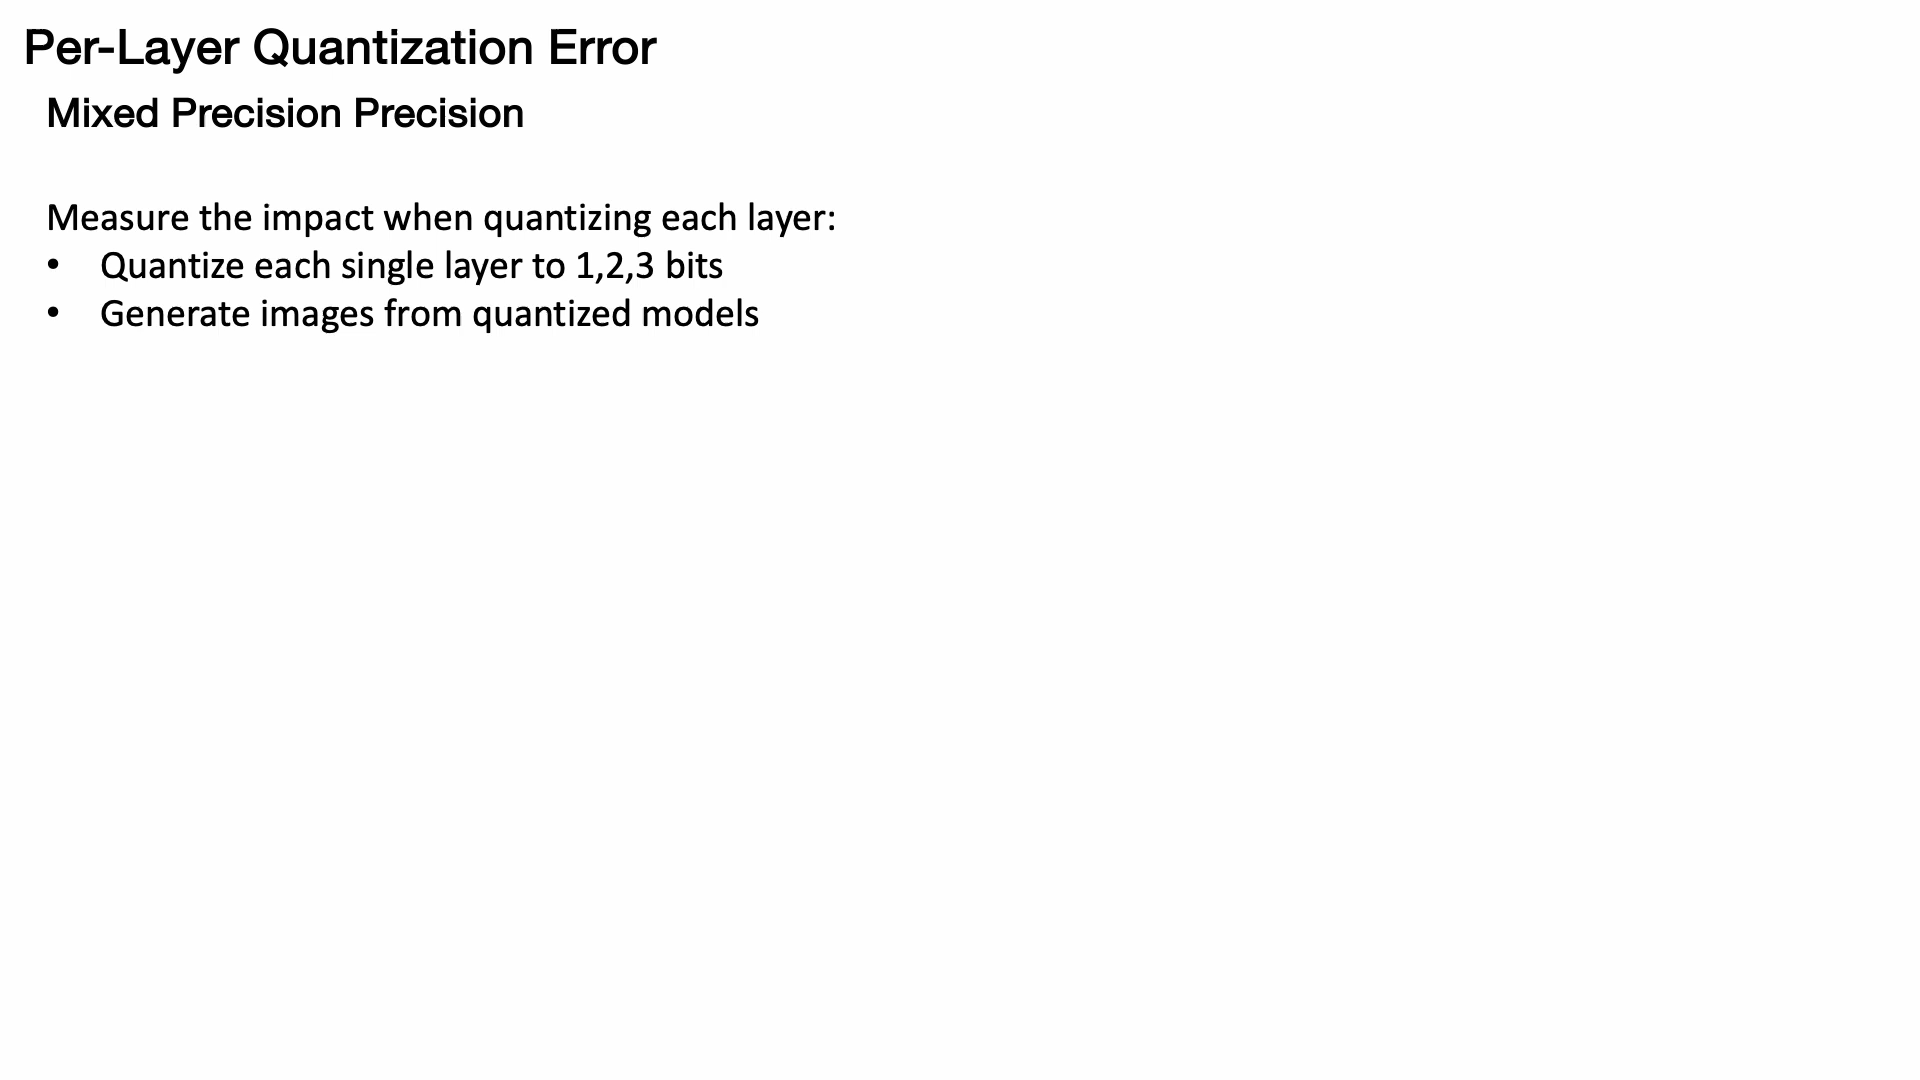 Per-Layer Quantization Error
Mixed Precision Precision
Measure the impact when quantizing each layer:
• Quantize each single layer to 1,2,3 bits
• Generate images from quantized models